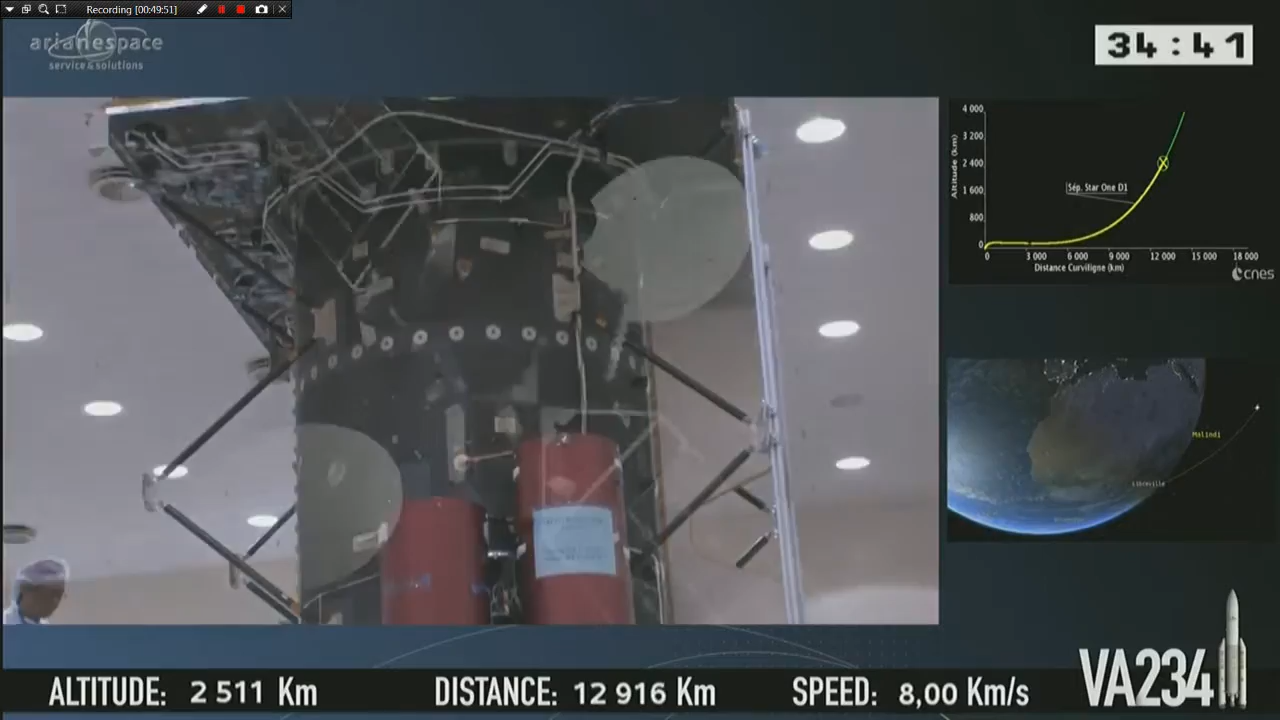 Recording [00:49:51]
arianespace
service & solutions
34:41
4 000
3 200
2 400
1 600
800
0
Altitude (km)
Sép. Star One D1
0 3 000 6 000 9 000 12 000 15 000 18 000
Distance Curviligne (km)
cnes
Malindi
Libreville
ALTITUDE: 2 511 Km DISTANCE: 12 916 Km SPEED: 8,00 Km/s
VA234